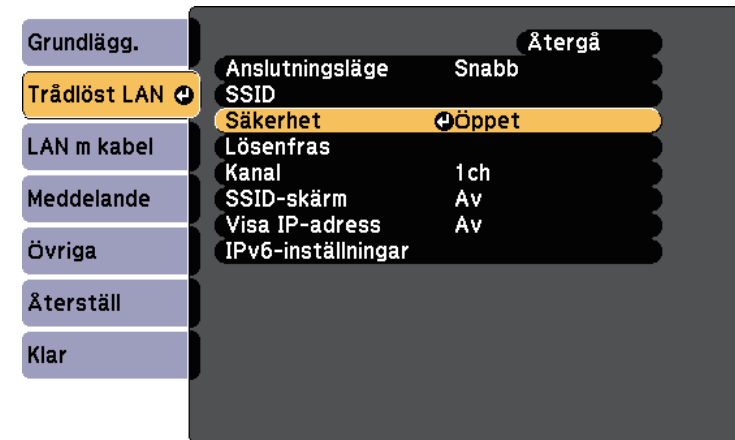 Grundlägg.
Trådlöst LAN
LAN m kabel
Meddelande
Övriga
Återställ
Klar
Återgå
Anslutningsläge Snabb
SSID
Säkerhet Öppet
Lösenfras
Kanal 1ch
SSID-skärm Av
Visa IP-adress Av
IPv6-inställningar